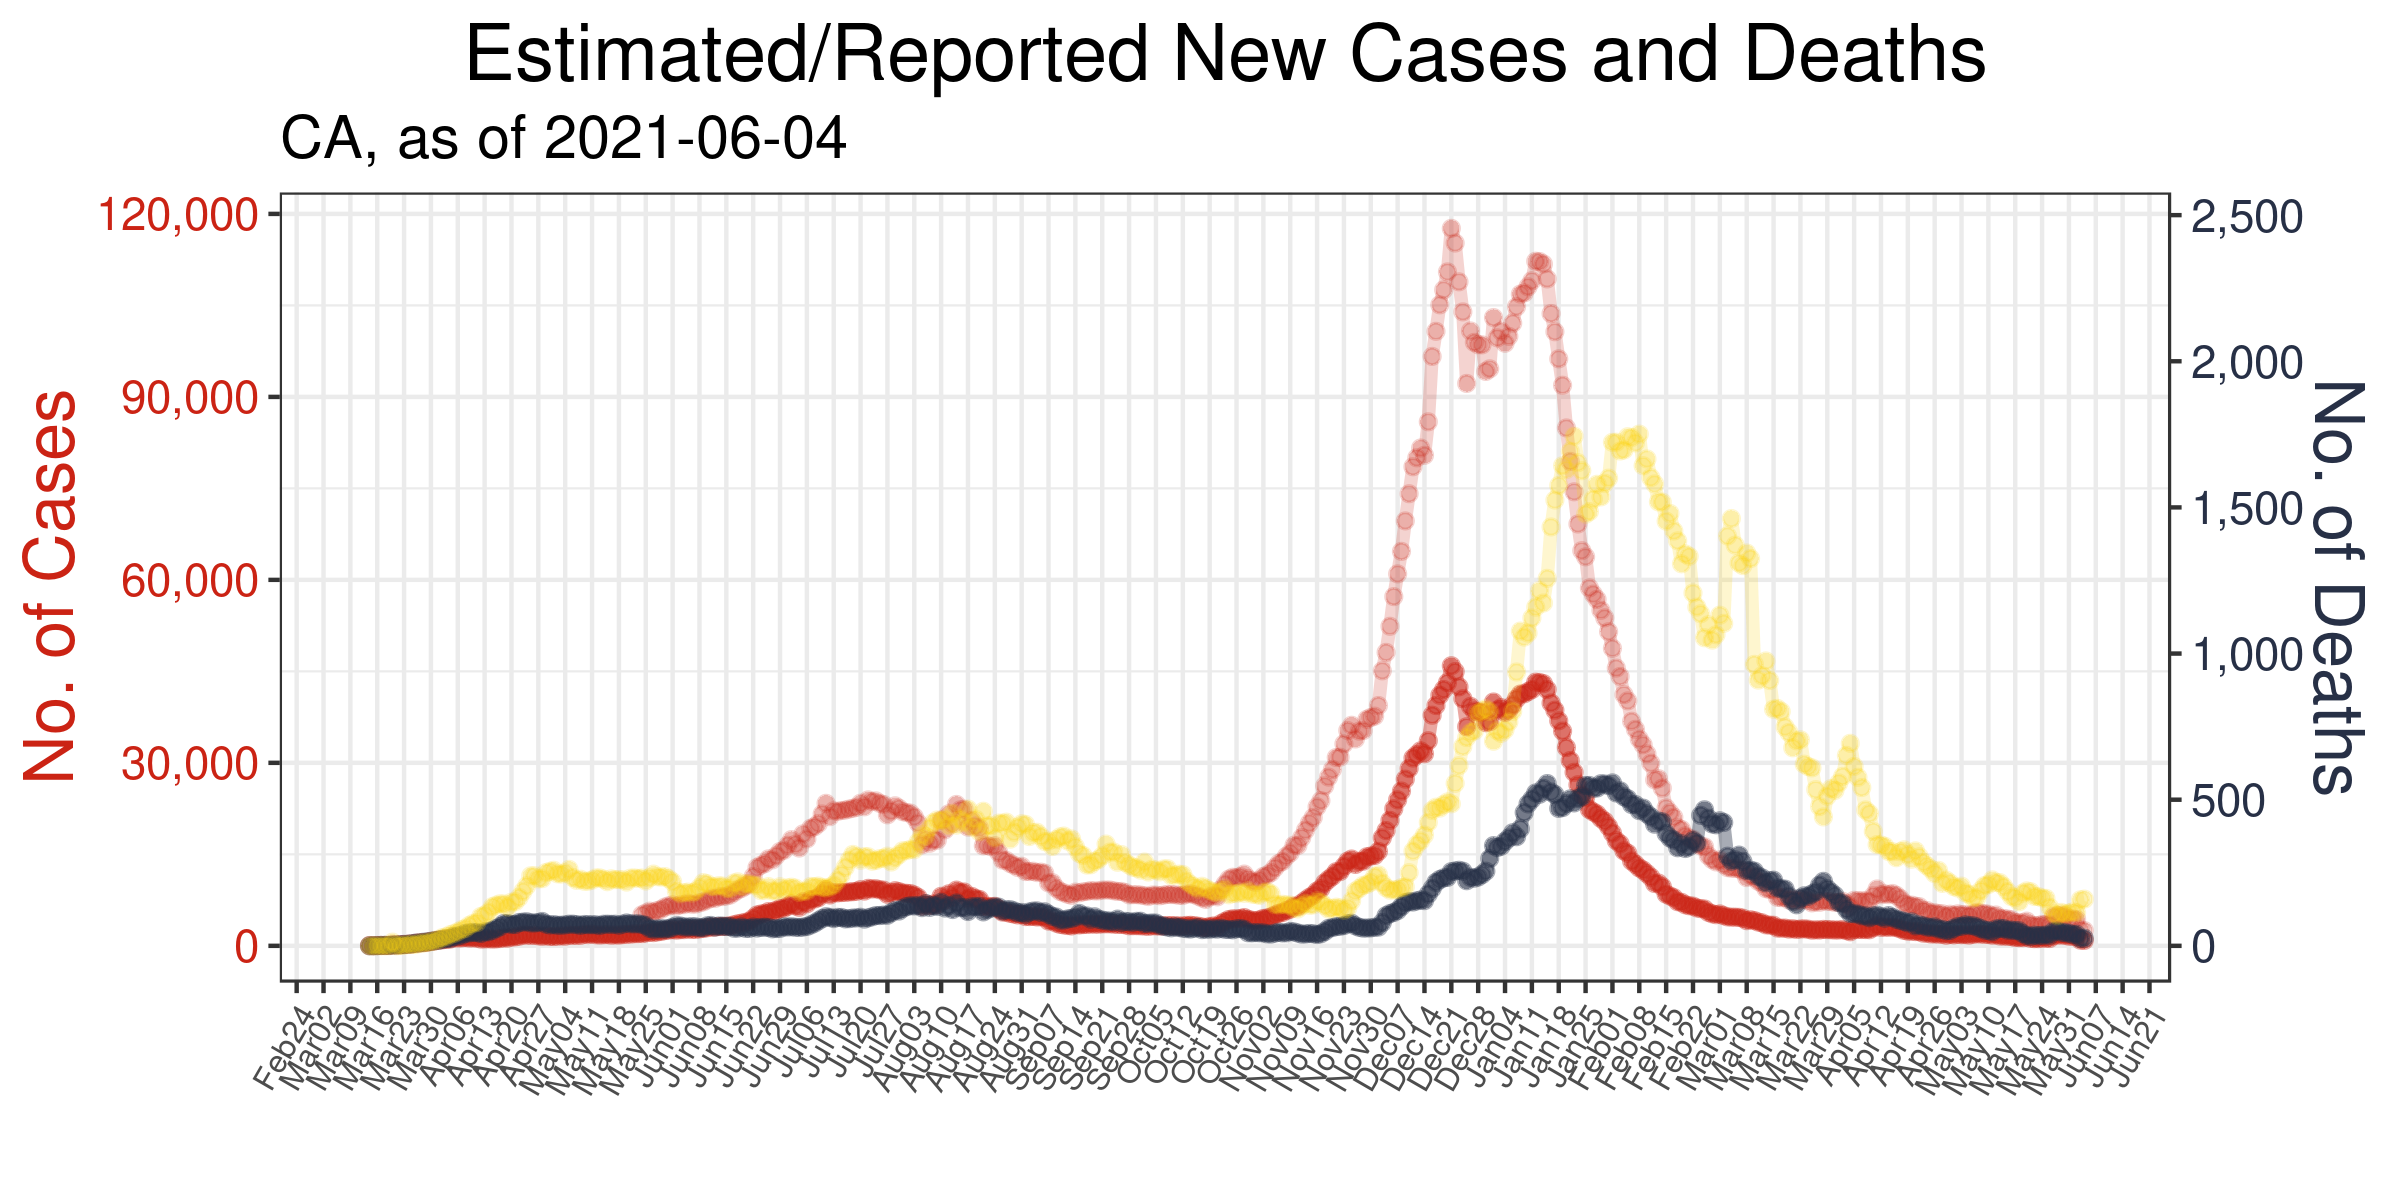 Estimated/Reported New Cases and Deaths
CA, as of 2021-06-04
No. of Cases
120,000
90,000
60,000
30,000
0
2,500
2,000
1,500
1,000
500
0
No. of Deaths
Feb24
Mar02
Mar09
Mar16
Mar23
Mar30
Apr06
Apr13
Apr20
Apr27
May04
May11
May18
May25
Jun01
Jun08
Jun15
Jun22
Jun29
Jul06
Jul13
Jul20
Jul27
Aug03
Aug10
Aug17
Aug24
Aug31
Sep07
Sep14
Sep21
Sep28
Oct05
Oct12
Oct19
Oct26
Nov02
Nov09
Nov16
Nov23
Nov30
Dec07
Dec14
Dec21
Dec28
Jan04
Jan11
Jan18
Jan25
Feb01
Feb08
Feb15
Feb22
Mar01
Mar08
Mar15
Mar22
Mar29
Apr05
Apr12
Apr19
Apr26
May03
May10
May17
May24
May31
Jun07
Jun14
Jun21